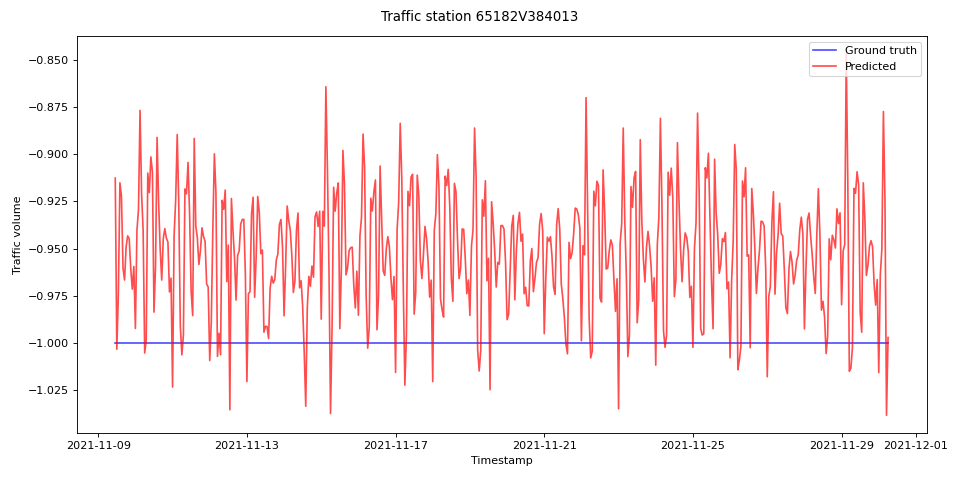 Traffic station 65182V384013
Ground truth
Predicted
Traffic volume
−0.850
−0.875
−0.900
−0.925
−0.950
−0.975
−1.000
−1.025
2021-11-09 2021-11-13 2021-11-17 2021-11-21 2021-11-25 2021-11-29 2021-12-01
Timestamp